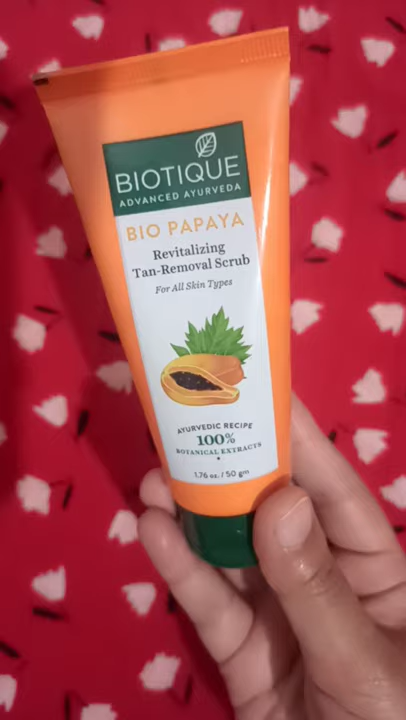 BIOTIQUE
ADVANCED AYURVEDA
BIO PAPAYA
Revitalizing
Tan-Removal Scrub
For All Skin Types
AYURVEDIC RECIPE
100%
BOTANICAL EXTRACTS
1.76 oz. / 50 gm